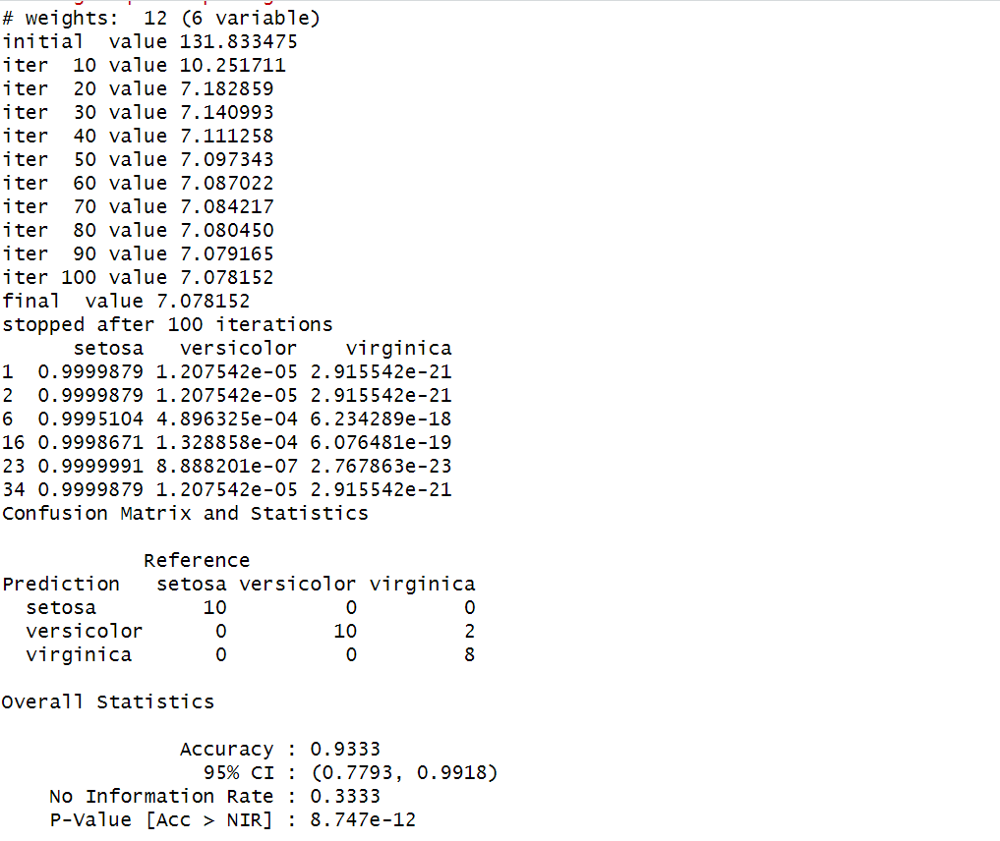 # weights:  12 (6 variable)
initial  value 131.833475
iter  10 value 10.251711
iter  20 value 7.182859
iter  30 value 7.140993
iter  40 value 7.111258
iter  50 value 7.097343
iter  60 value 7.087022
iter  70 value 7.084217
iter  80 value 7.080450
iter  90 value 7.079165
iter 100 value 7.078152
final  value 7.078152
stopped after 100 iterations
      setosa   versicolor    virginica
1  0.9999879 1.207542e-05 2.915542e-21
2  0.9999879 1.207542e-05 2.915542e-21
6  0.9995104 4.896325e-04 6.234289e-18
16 0.9998671 1.328858e-04 6.076481e-19
23 0.9999991 8.888201e-07 2.767863e-23
34 0.9999879 1.207542e-05 2.915542e-21
Confusion Matrix and Statistics
            Reference
Prediction   setosa versicolor virginica
  setosa         10          0         0
  versicolor      0         10         2
  virginica       0          0         8
Overall Statistics
               Accuracy : 0.9333
                 95% CI : (0.7793, 0.9918)
    No Information Rate : 0.3333
    P-Value [Acc > NIR] : 8.747e-12